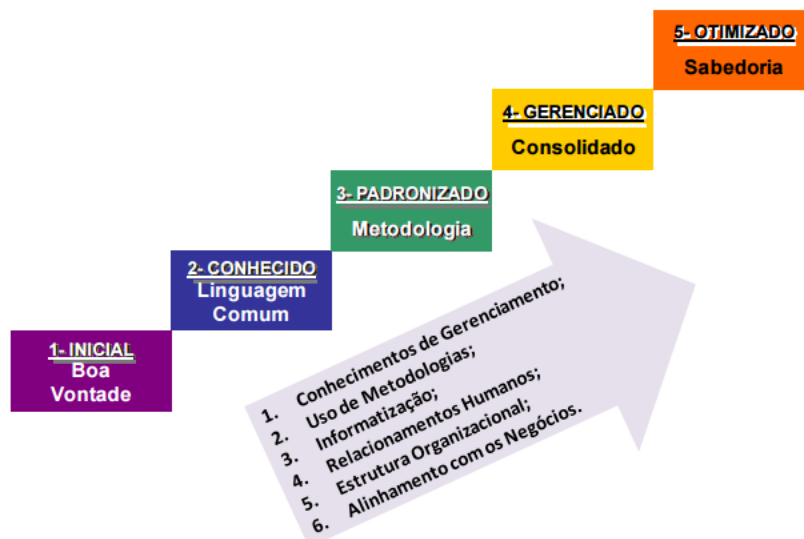 5- OTIMIZADO
Sabedoria
4- GERENCIADO
Consolidado
3- PADRONIZADO
Metodologia
2- CONHECIDO
Linguagem
Comum
1- INICIAL
Boa
Vontade
1. Conhecimentos de Gerenciamento;
2. Uso de Metodologias;
3. Informatização;
4. Relacionamentos Humanos;
5. Estrutura Organizacional;
6. Alinhamento com os Negócios.